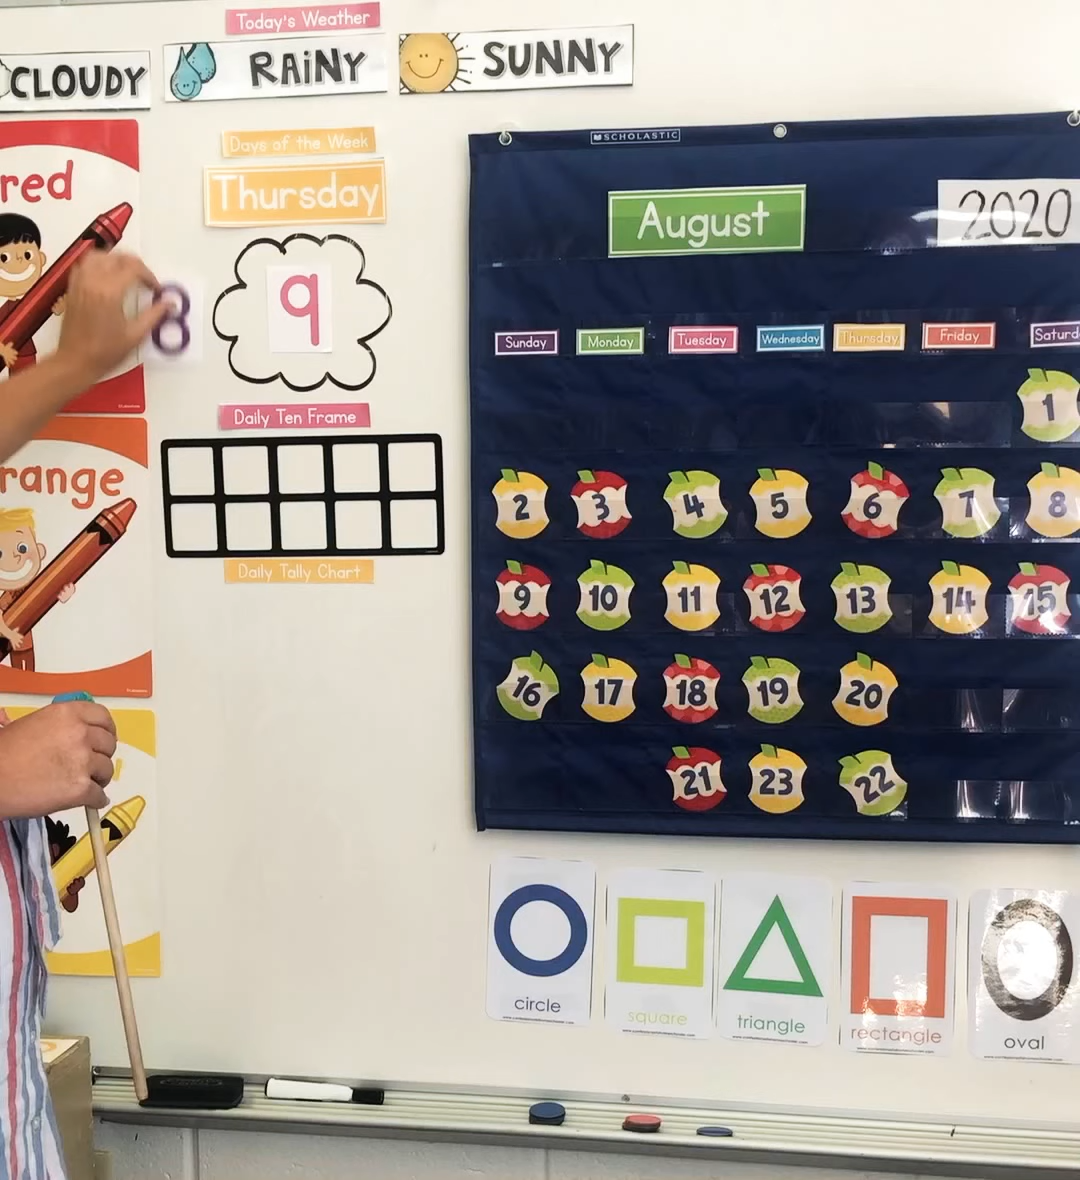 Today's Weather
CLOUDY
RAiNY
SUNNY
Days of the Week
Thursday
red
8
9
SCHOLASTIC
August
2020
Sunday Monday Tuesday Wednesday Thursday Friday Saturd
1
2 3 4 5 6 7 8
9 10 11 12 13 14 15
16 17 18 19 20
21 23 22
Daily Ten Frame
range
Daily Tally Chart
circle
square
triangle
rectangle
oval